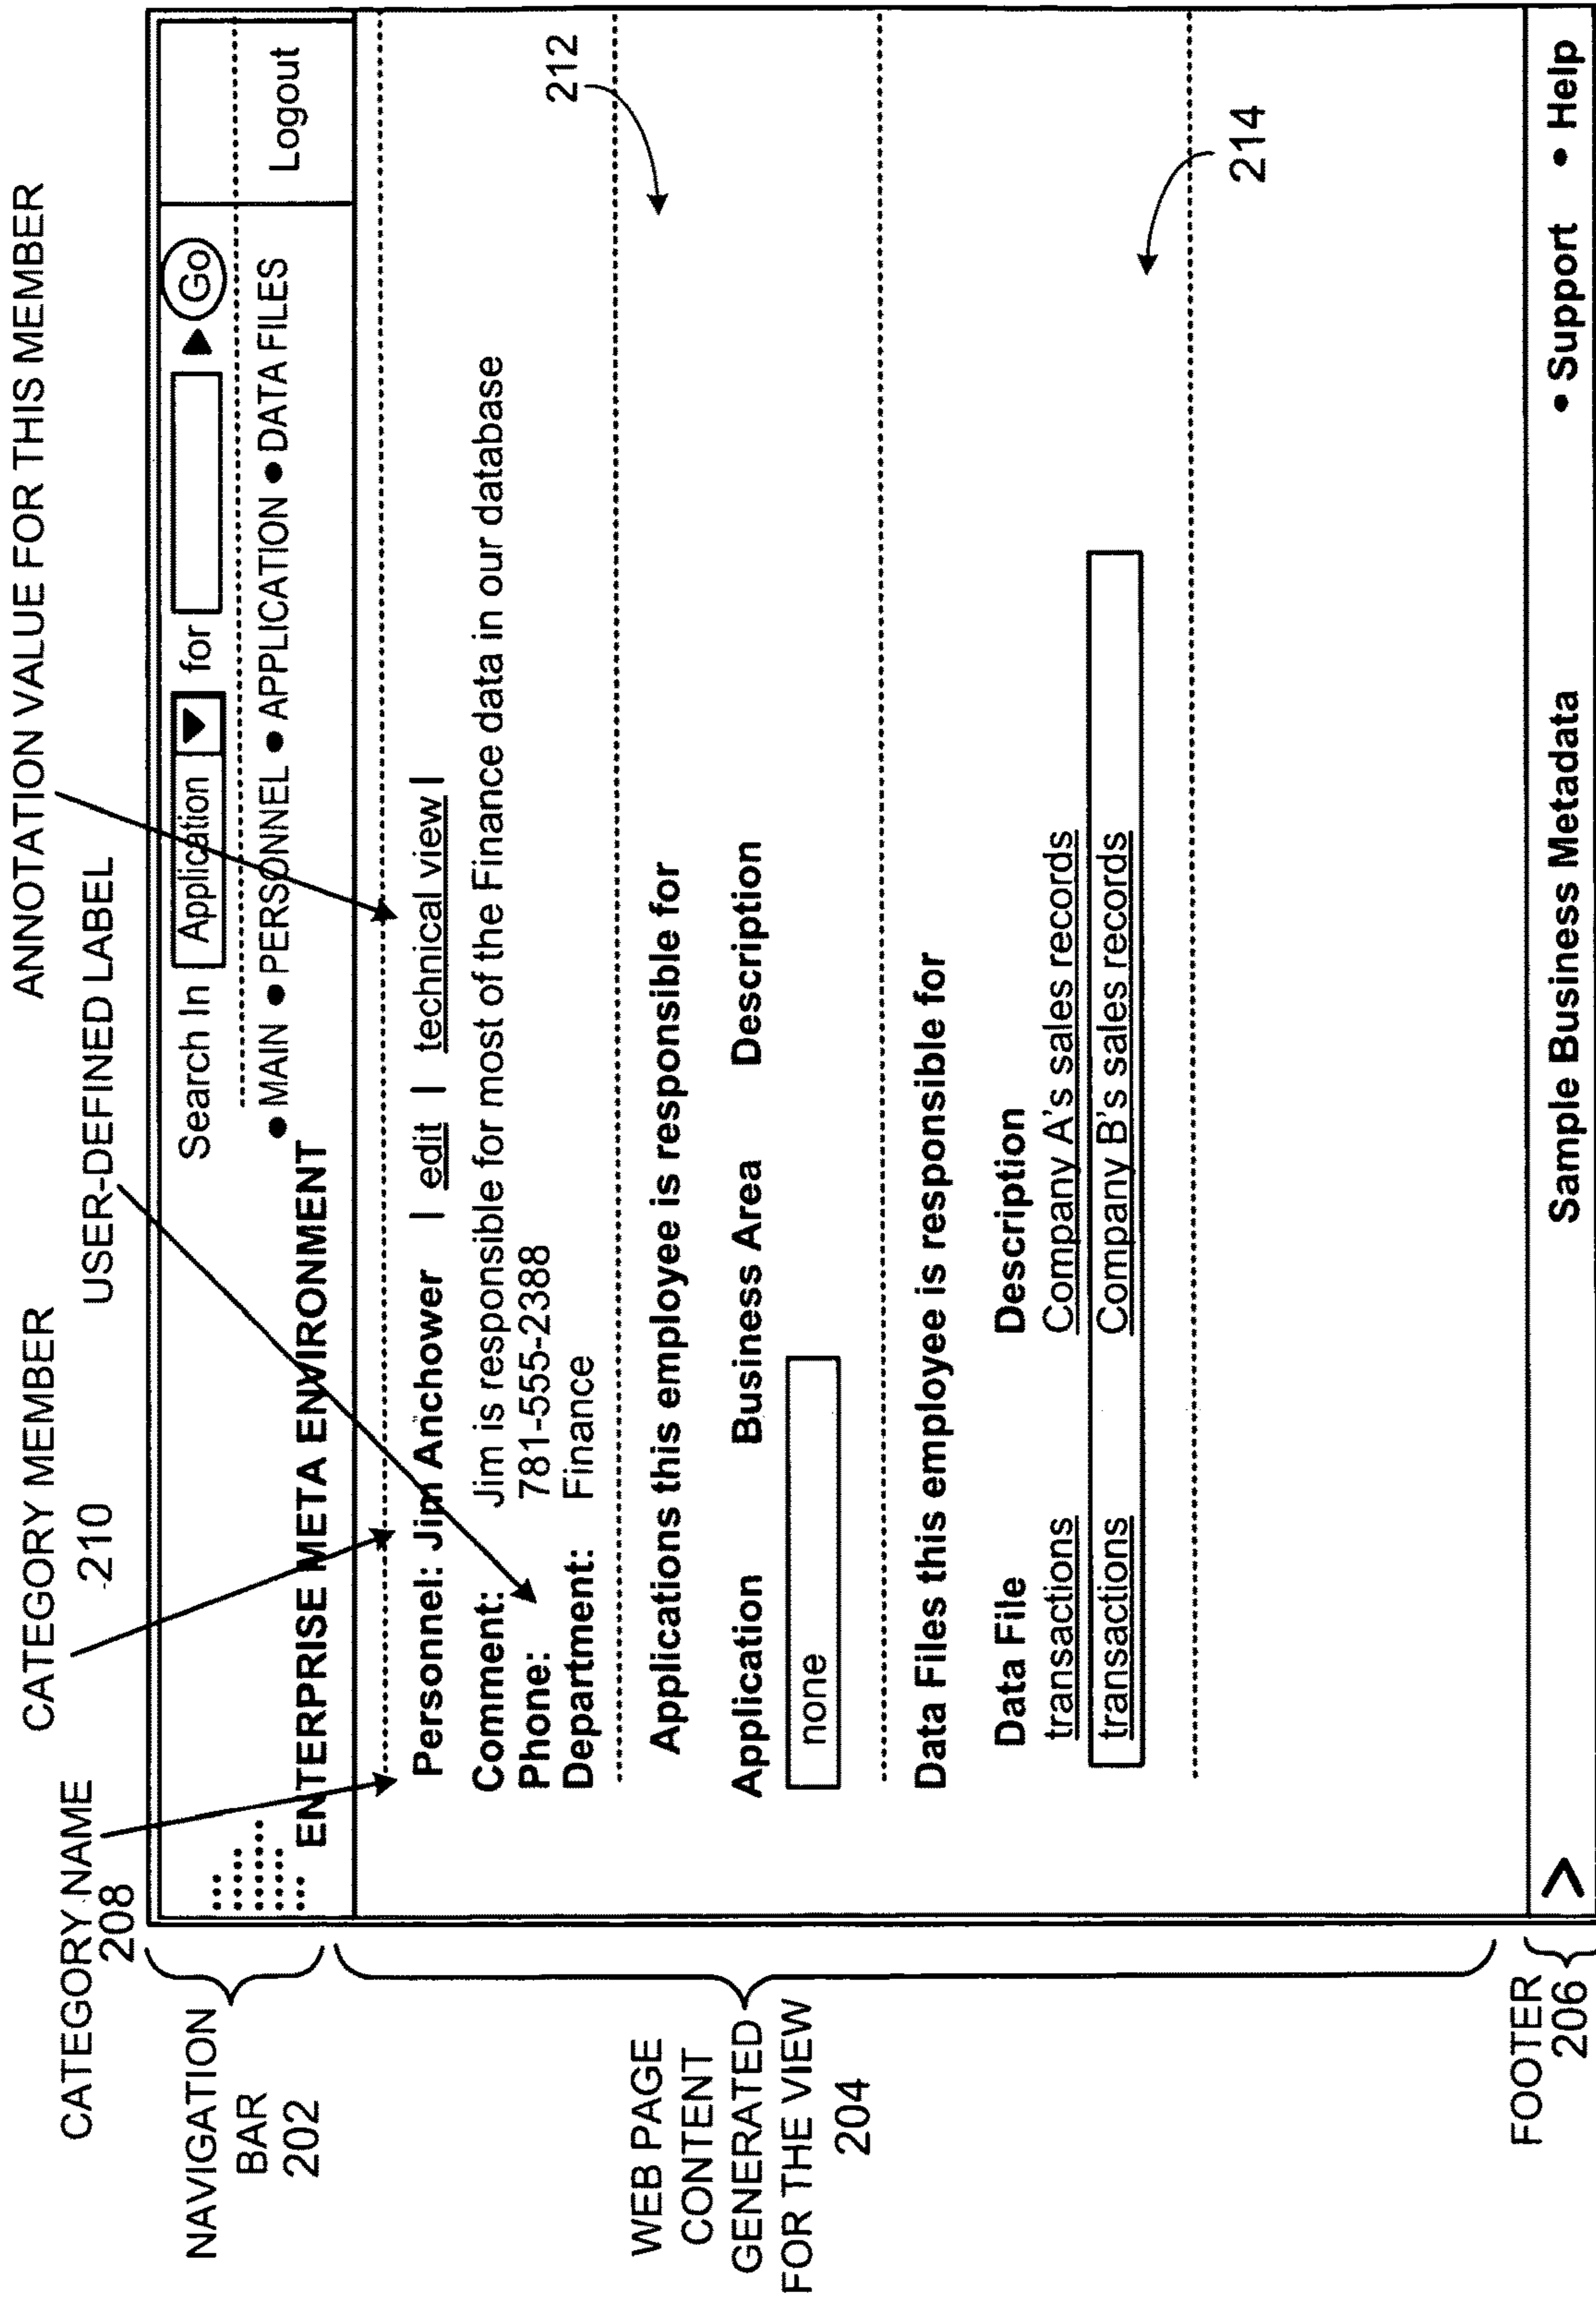 ANNOTATION VALUE FOR THIS MEMBER
USER-DEFINED LABEL
CATEGORY MEMBER
210
CATEGORY NAME
208
NAVIGATION
BAR
202
Search In Application for Go
• MAIN • PERSONNEL • APPLICATION • DATA FILES
Logout
ENTERPRISE META ENVIRONMENT
WEB PAGE
CONTENT
GENERATED
FOR THE VIEW
204
Personnel: Jim Anchower | edit | technical view |
Comment: Jim is responsible for most of the Finance data in our database
Phone: 781-555-2388
Department: Finance
212
Applications this employee is responsible for
Application Business Area Description
none
Data Files this employee is responsible for
Data File Description
transactions Company A's sales records
transactions Company B's sales records
214
FOOTER
206
Sample Business Metadata • Support • Help